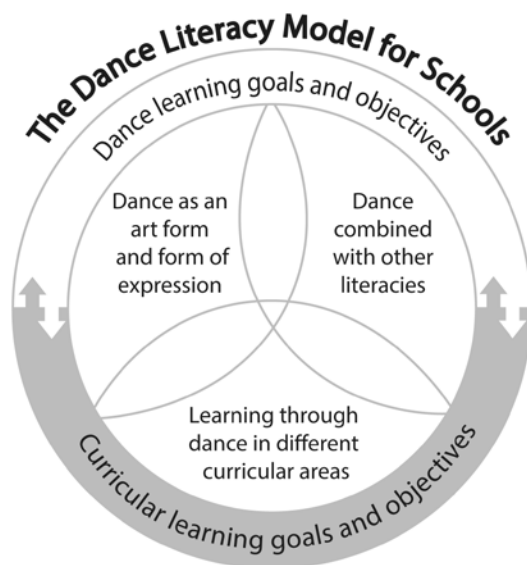 The Dance Literacy Model for Schools
Dance learning goals and objectives
Dance as an
art form
and form of
expression
Dance
combined
with other
literacies
Learning through
dance in different
curricular areas
Curricular learning goals and objectives